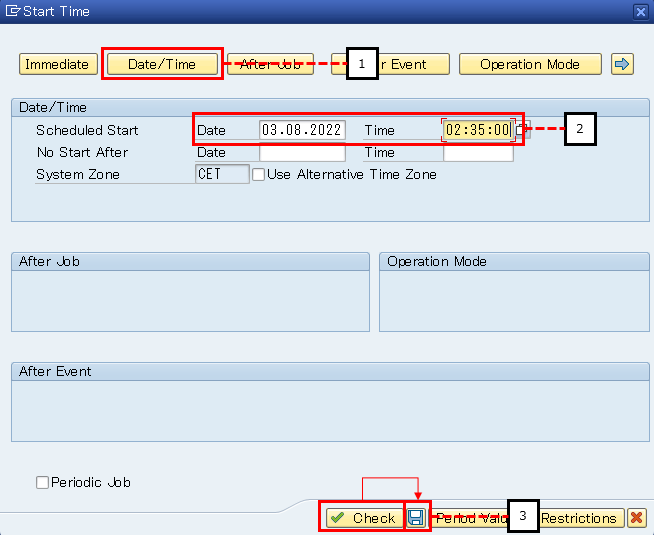 Start Time
Immediate Date/Time After Job 1 Event Operation Mode
Date/Time
Scheduled Start Date 03.08.2022 Time 02:35:00 2
No Start After Date Time
System Zone CET Use Alternative Time Zone
After Job Operation Mode
After Event
Periodic Job
Check Period 3 Restrictions